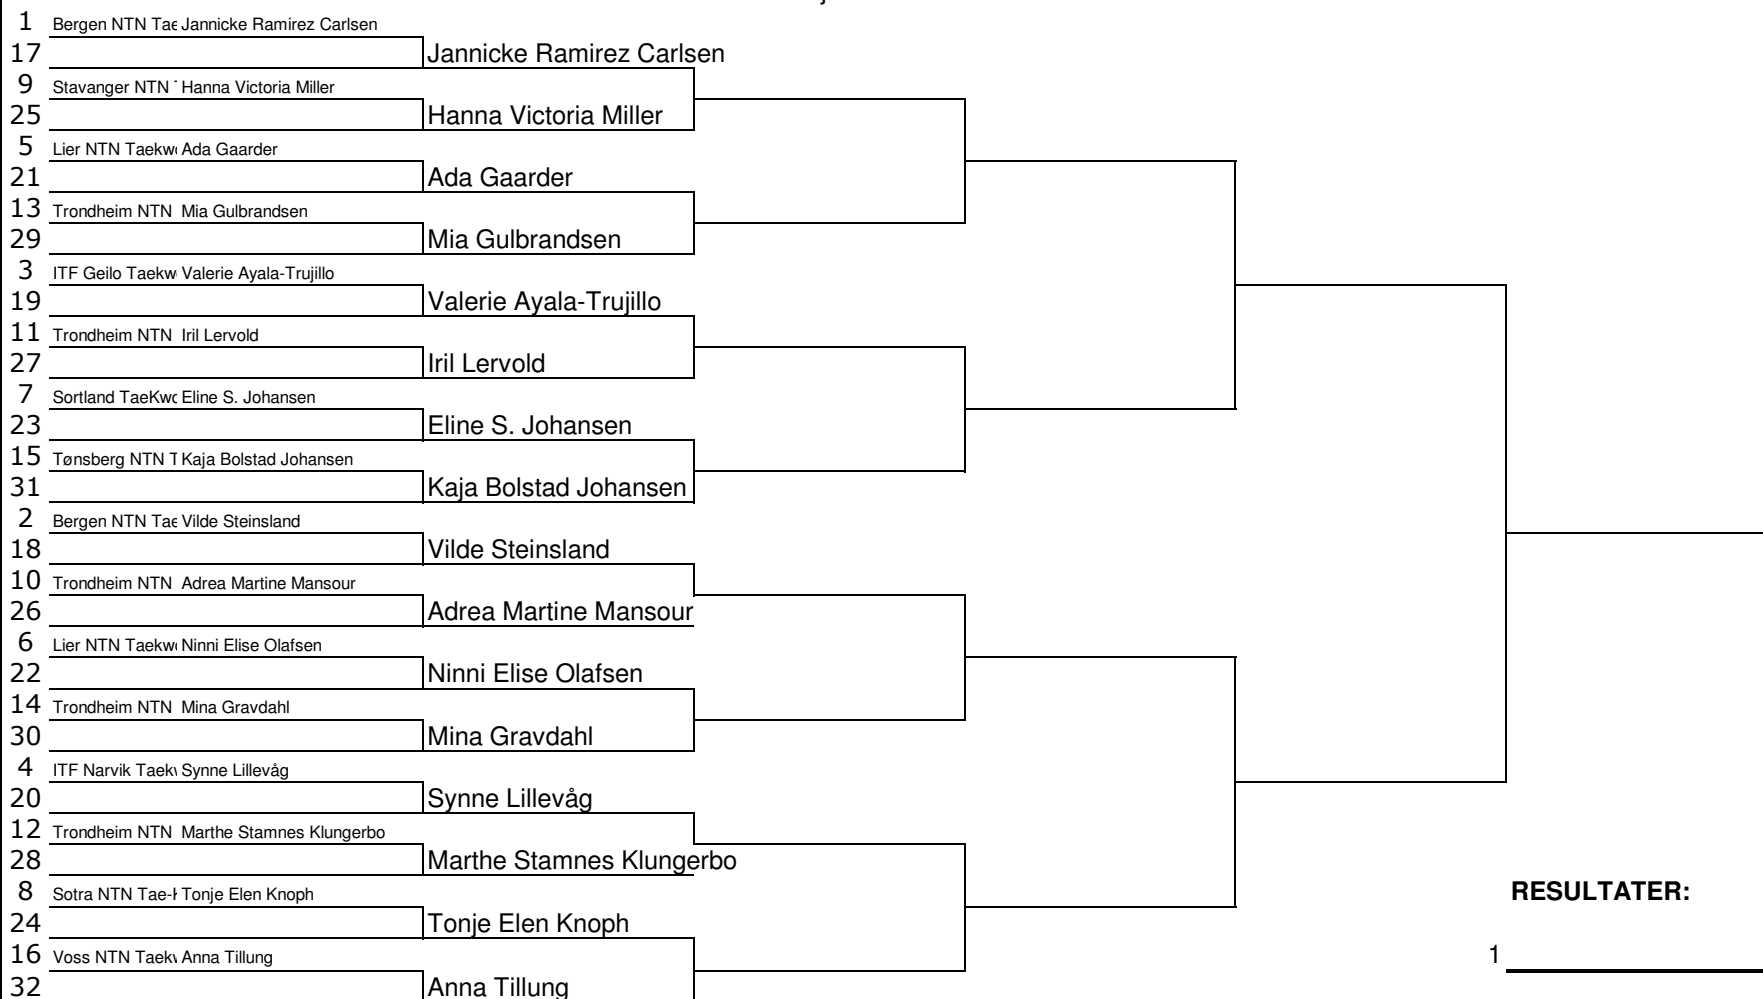 1 Bergen NTN Tae Jannicke Ramirez Carlsen
17 Jannicke Ramirez Carlsen
9 Stavanger NTN Hanna Victoria Miller
25 Hanna Victoria Miller
5 Lier NTN Taekw Ada Gaarder
21 Ada Gaarder
13 Trondheim NTN Mia Gulbrandsen
29 Mia Gulbrandsen
3 ITF Geilo Taekw Valerie Ayala-Trujillo
19 Valerie Ayala-Trujillo
11 Trondheim NTN Iril Lervold
27 Iril Lervold
7 Sortland TaeKw Eline S. Johansen
23 Eline S. Johansen
15 Tønsberg NTN T Kaja Bolstad Johansen
31 Kaja Bolstad Johansen
2 Bergen NTN Tae Vilde Steinsland
18 Vilde Steinsland
10 Trondheim NTN Adrea Martine Mansour
26 Adrea Martine Mansour
6 Lier NTN Taekw Ninni Elise Olafsen
22 Ninni Elise Olafsen
14 Trondheim NTN Mina Gravdahl
30 Mina Gravdahl
4 ITF Narvik Taek Synne Lillevåg
20 Synne Lillevåg
12 Trondheim NTN Marthe Stamnes Klungerbo
28 Marthe Stamnes Klungerbo
8 Sotra NTN Tae- Tonje Elen Knoph
24 Tonje Elen Knoph
RESULTATER:
16 Voss NTN Taek Anna Tillung
1
32 Anna Tillung